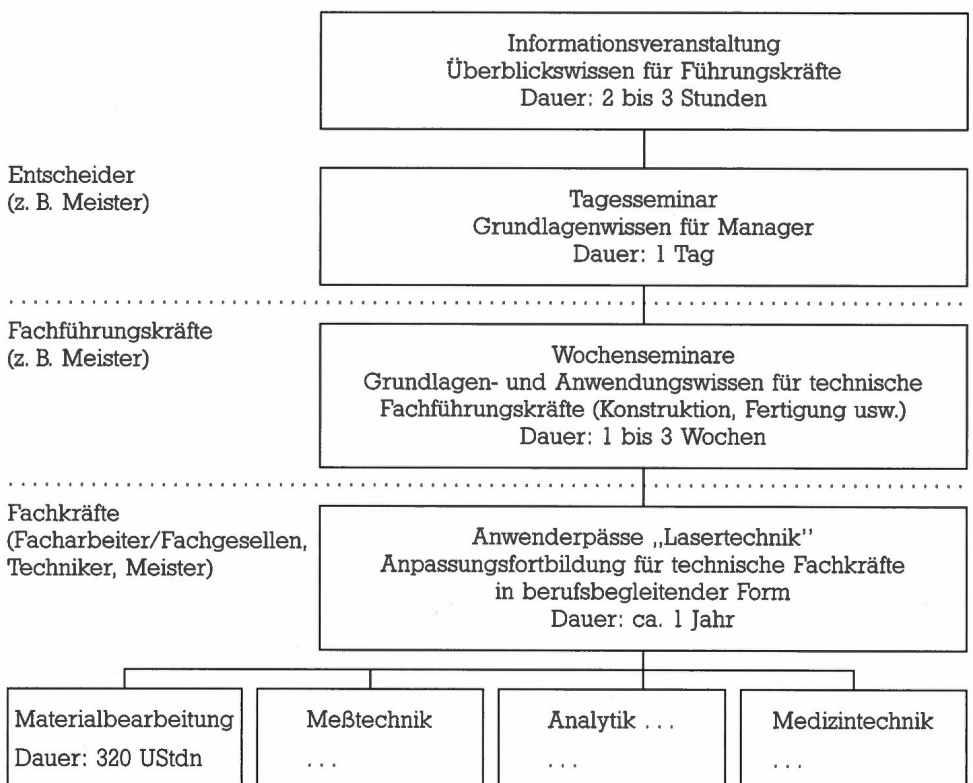 Informationsveranstaltung
Überblickswissen für Führungskräfte
Dauer: 2 bis 3 Stunden
Entscheider
(z. B. Meister)
Tagesseminar
Grundlagenwissen für Manager
Dauer: 1 Tag
Fachführungskräfte
(z. B. Meister)
Wochenseminare
Grundlagen- und Anwendungswissen für technische
Fachführungskräfte (Konstruktion, Fertigung usw.)
Dauer: 1 bis 3 Wochen
Fachkräfte
(Facharbeiter/Fachgesellen,
Techniker, Meister)
Anwenderpässe „Lasertechnik”
Anpassungsfortbildung für technische Fachkräfte
in berufsbegleitender Form
Dauer: ca. 1 Jahr
Materialbearbeitung
Dauer: 320 UStdn
Meßtechnik
. . .
Analytik . . .
. . .
Medizintechnik
. . .